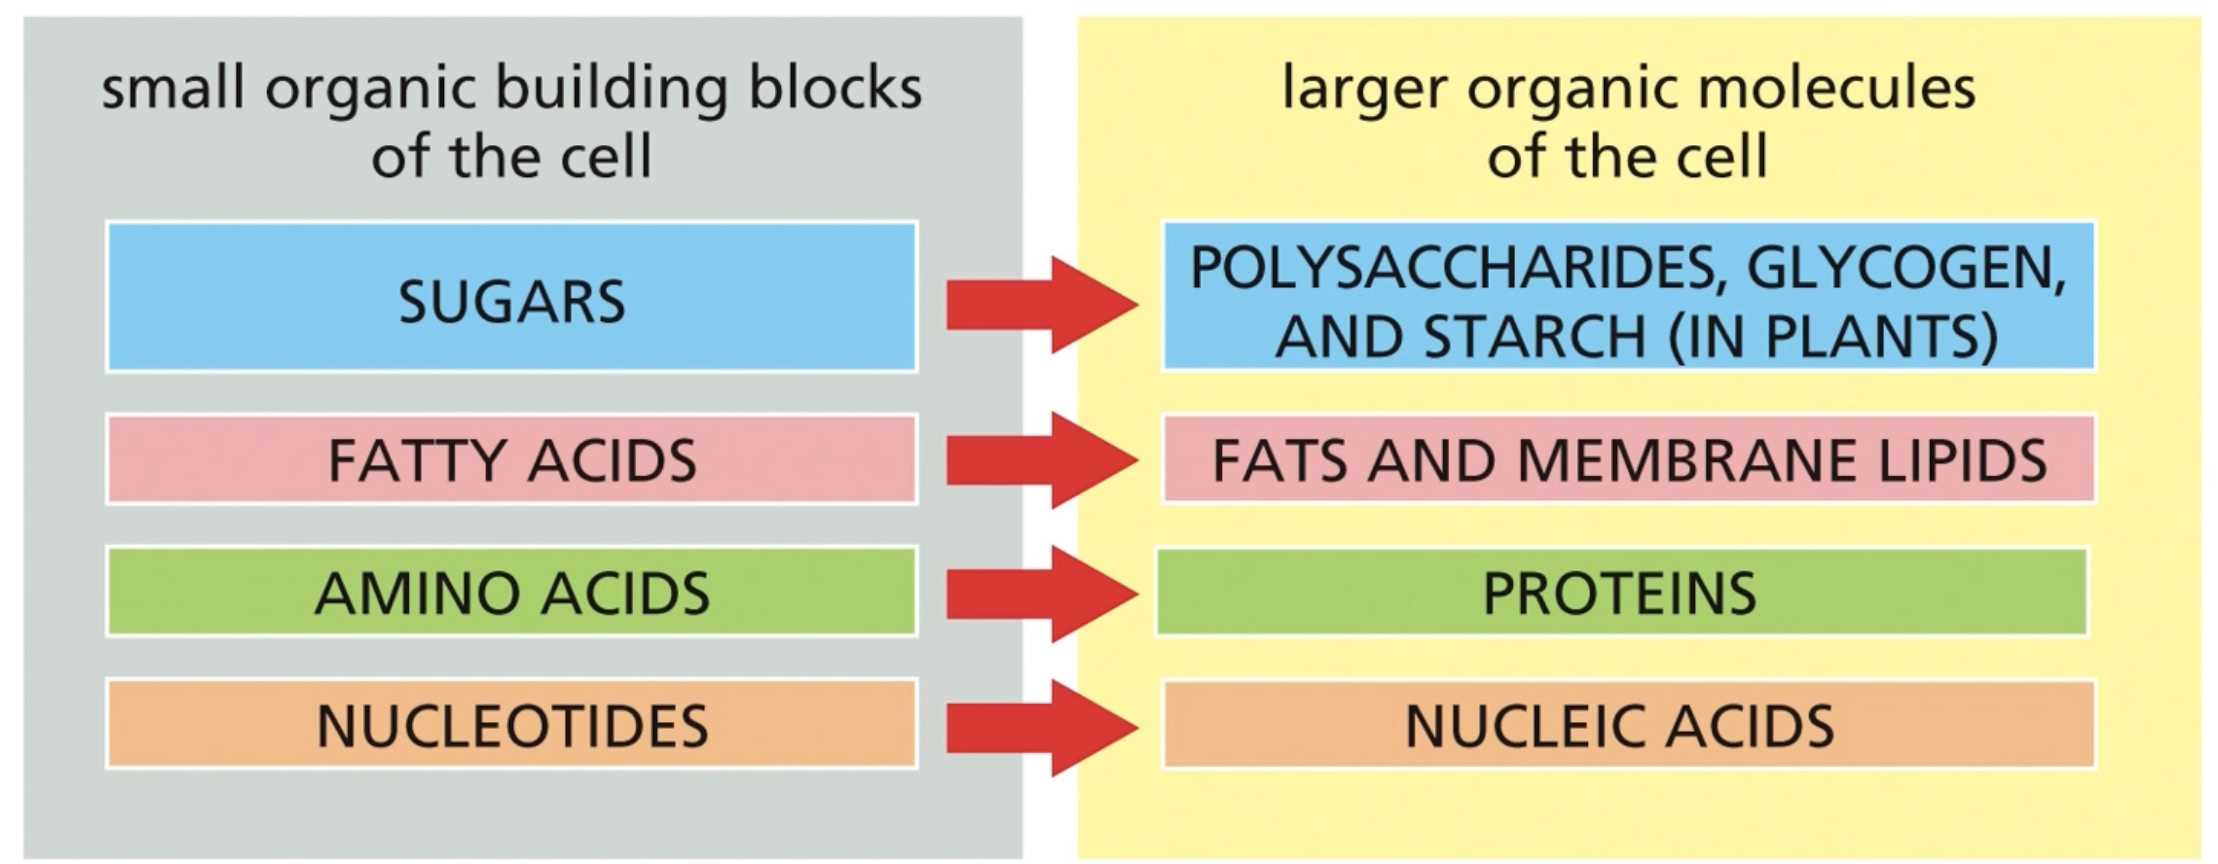 small organic building blocks
of the cell
SUGARS
FATTY ACIDS
AMINO ACIDS
NUCLEOTIDES
larger organic molecules
of the cell
POLYSACCHARIDES, GLYCOGEN,
AND STARCH (IN PLANTS)
FATS AND MEMBRANE LIPIDS
PROTEINS
NUCLEIC ACIDS